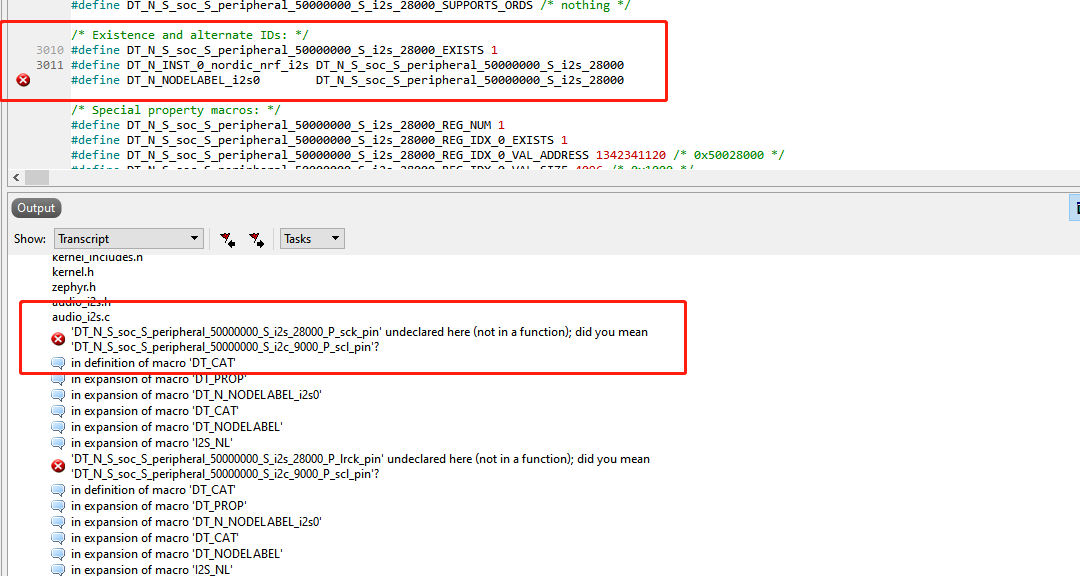 #define DT_N_S_soc_S_peripheral_50000000_S_i2s_28000_SUPPORTS_ORDS /* nothing */
/* Existence and alternate IDs: */
3010 #define DT_N_S_soc_S_peripheral_50000000_S_i2s_28000_EXISTS 1
3011 #define DT_N_INST_0_nordic_nrf_i2s DT_N_S_soc_S_peripheral_50000000_S_i2s_28000
#define DT_N_NODELABEL_i2s0 DT_N_S_soc_S_peripheral_50000000_S_i2s_28000
/* Special property macros: */
#define DT_N_S_soc_S_peripheral_50000000_S_i2s_28000_REG_NUM 1
#define DT_N_S_soc_S_peripheral_50000000_S_i2s_28000_REG_IDX_0_EXISTS 1
#define DT_N_S_soc_S_peripheral_50000000_S_i2s_28000_REG_IDX_0_VAL_ADDRESS 1342341120 /* 0x50028000 */
#define DT_N_S_soc_S_peripheral_50000000_S_i2s_28000_REG_IDX_0_VAL_SIZE 4096 /* 0x1000 */
Output
Show: Transcript Tasks
kernel_includes.h
kernel.h
zephyr.h
audio_i2s.h
audio_i2s.c
'DT_N_S_soc_S_peripheral_50000000_S_i2s_28000_P_sck_pin' undeclared here (not in a function); did you mean
'DT_N_S_soc_S_peripheral_50000000_S_i2c_9000_P_scl_pin'?
in definition of macro 'DT_CAT'
in expansion of macro 'DT_PROP'
in expansion of macro 'DT_N_NODELABEL_i2s0'
in expansion of macro 'DT_CAT'
in expansion of macro 'DT_NODELABEL'
in expansion of macro 'I2S_NL'
'DT_N_S_soc_S_peripheral_50000000_S_i2s_28000_P_lrck_pin' undeclared here (not in a function); did you mean
'DT_N_S_soc_S_peripheral_50000000_S_i2c_9000_P_scl_pin'?
in definition of macro 'DT_CAT'
in expansion of macro 'DT_PROP'
in expansion of macro 'DT_N_NODELABEL_i2s0'
in expansion of macro 'DT_CAT'
in expansion of macro 'DT_NODELABEL'
in expansion of macro 'I2S_NL'